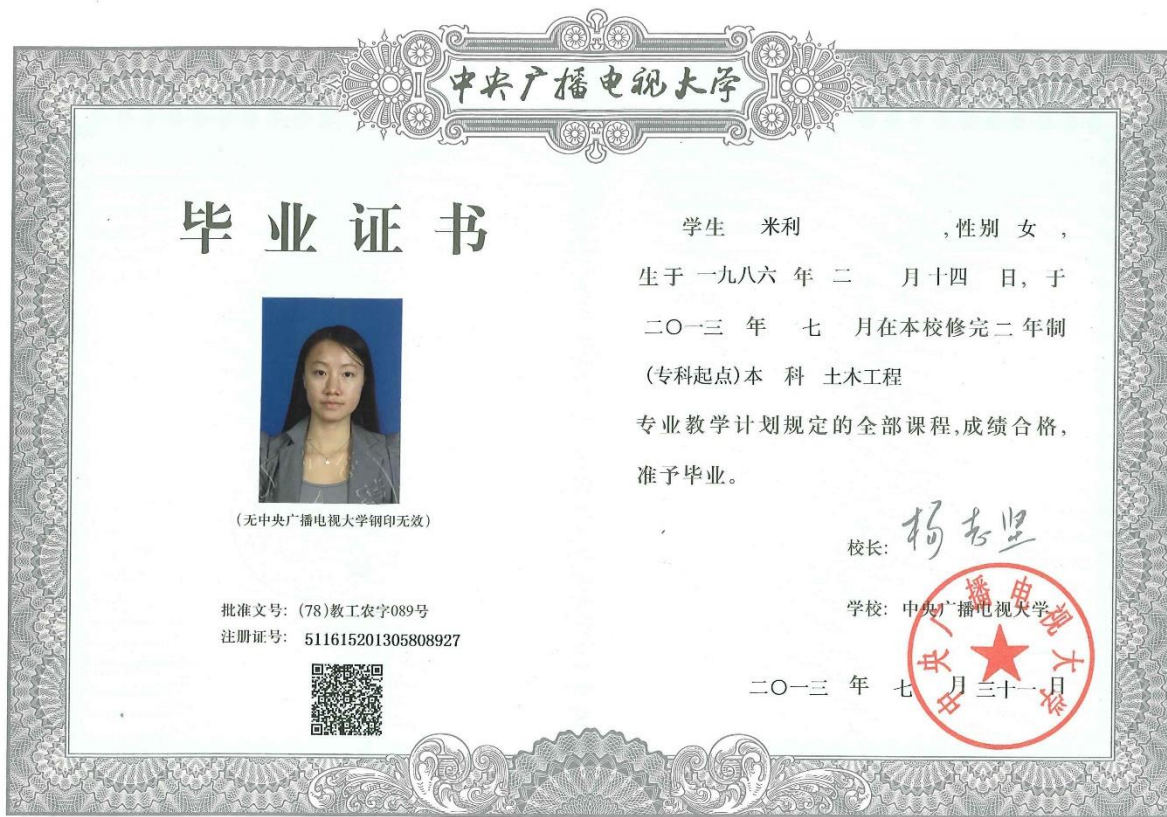 中央广播电视大学
毕业证书
(无中央广播电视大学钢印无效)
批准文号: (78)教工农字089号
注册证号: 511615201305808927
学生 米利 ,性别 女 ,
生于 一九八六 年 二 月十四 日, 于
二〇一三 年 七 月在本校修完二 年制
(专科起点)本 科 土木工程
专业教学计划规定的全部课程,成绩合格,
准予毕业。
校长: 杨志坚
学校: 中央广播电视大学
中央广播电视大学
二〇一三 年 七 月 三十一 日